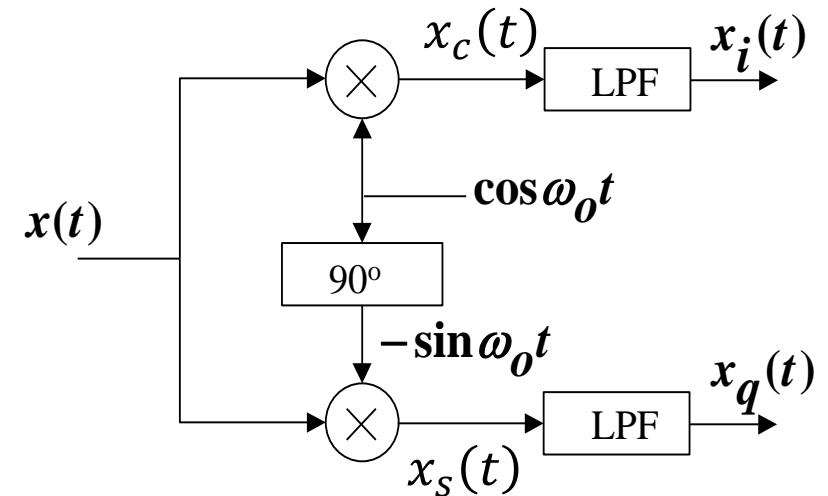 x_c(t)
x_i(t)
LPF
cos ω_o t
x(t)
90°
−sin ω_o t
x_q(t)
LPF
x_s(t)